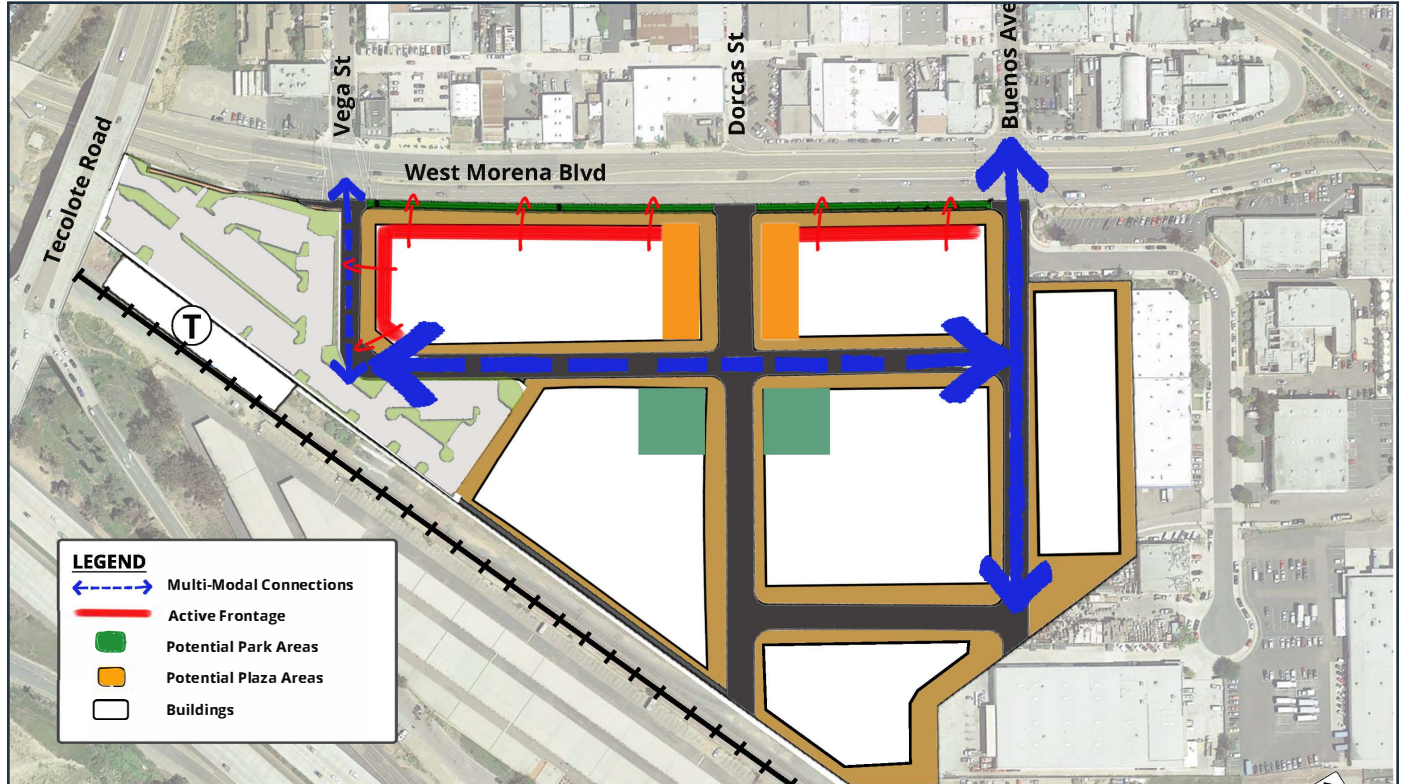 Vega St
Dorcas St
Buenos Ave
West Morena Blvd
Tecolote Road
T
LEGEND
Multi-Modal Connections
Active Frontage
Potential Park Areas
Potential Plaza Areas
Buildings